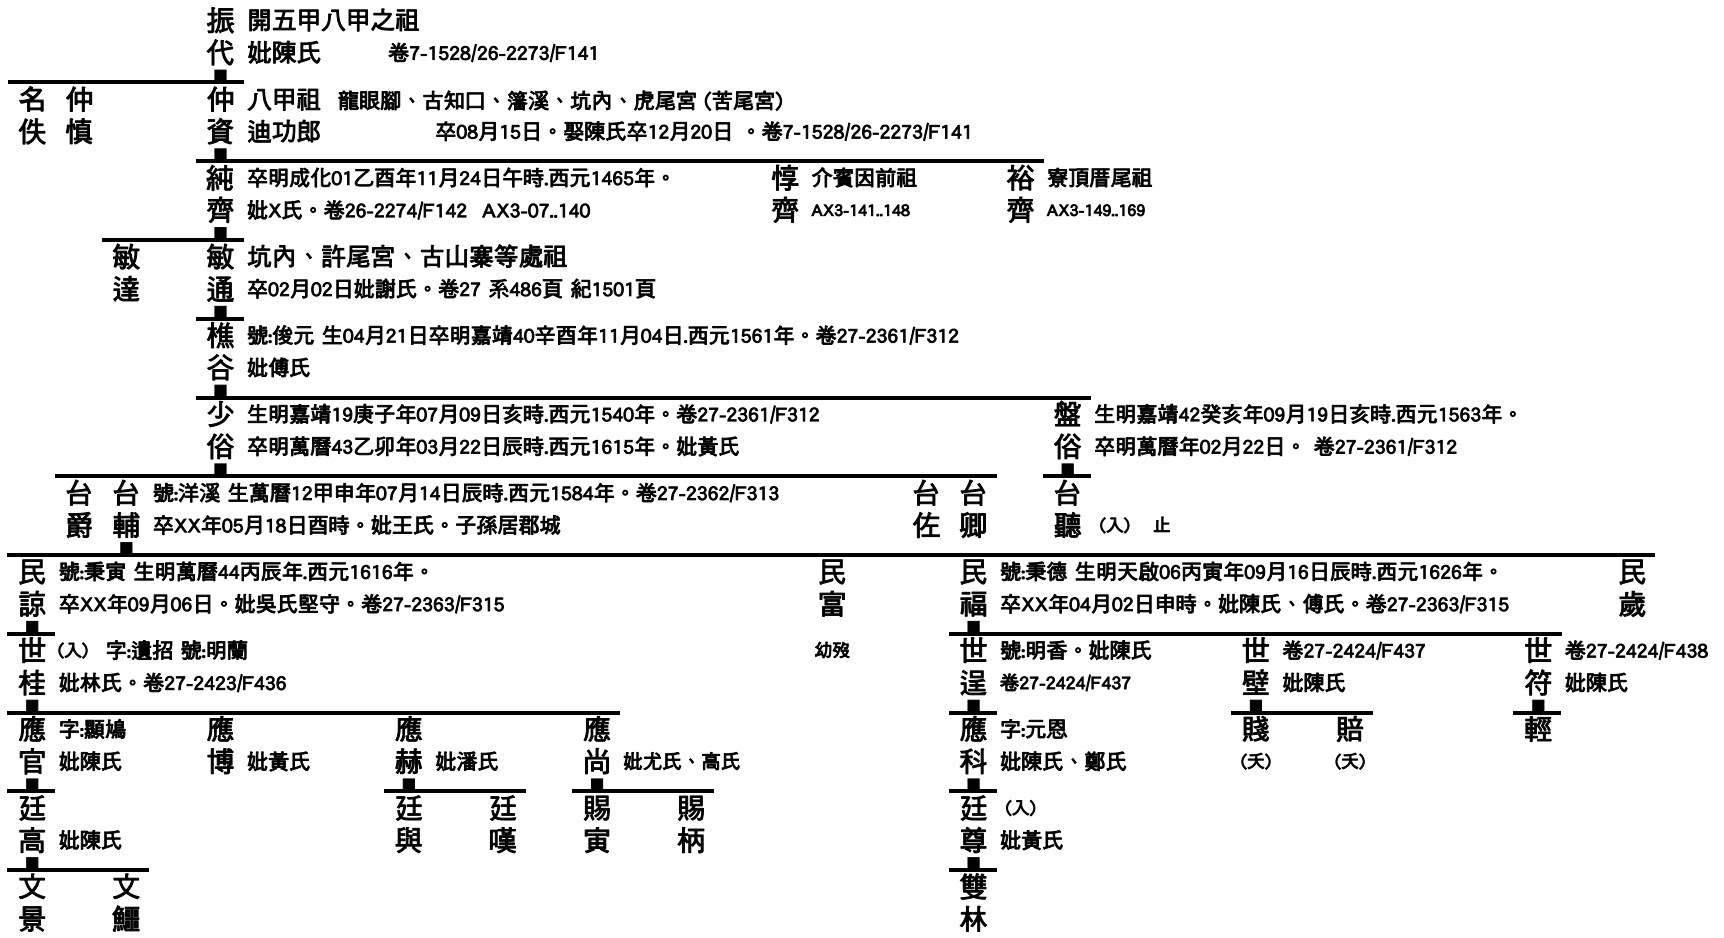 振代 開五甲八甲之祖
妣陳氏 卷7-1528/26-2273/F141
名佚 仲慎 仲資 八甲祖 龍眼腳、古知口、籓溪、坑內、虎尾宮 (苦尾宮)
迪功郎 卒08月15日。娶陳氏卒12月20日 。卷7-1528/26-2273/F141
純齊 卒明成化01乙酉年11月24日午時.西元1465年。 惇齊 介賓因前祖 裕齊 寮頂厝尾祖
妣X氏。卷26-2274/F142 AX3-07..140 AX3-141..148 AX3-149..169
敏達 敏通 坑內、許尾宮、古山寨等處祖
卒02月02日妣謝氏。卷27 系486頁 紀1501頁
樵谷 號:俊元 生04月21日卒明嘉靖40辛酉年11月04日.西元1561年。卷27-2361/F312
妣傅氏
少俗 生明嘉靖19庚子年07月09日亥時.西元1540年。卷27-2361/F312 盤俗 生明嘉靖42癸亥年09月19日亥時.西元1563年。
卒明萬曆43乙卯年03月22日辰時.西元1615年。妣黃氏 卒明萬曆年02月22日。 卷27-2361/F312
台爵 台輔 號:洋溪 生萬曆12甲申年07月14日辰時.西元1584年。卷27-2362/F313 台佐 台卿 台聽
卒XX年05月18日酉時。妣王氏。子孫居郡城 (入) 止
民諒 號:秉寅 生明萬曆44丙辰年.西元1616年。 民富 民福 號:秉德 生明天啟06丙寅年09月16日辰時.西元1626年。 民歲
卒XX年09月06日。妣吳氏堅守。卷27-2363/F315 卒XX年04月02日申時。妣陳氏、傅氏。卷27-2363/F315
世桂 (入) 字:遺招 號:明蘭 幼歿 世逞 號:明香。妣陳氏 世壁 卷27-2424/F437 世符 卷27-2424/F438
妣林氏。卷27-2423/F436 卷27-2424/F437 妣陳氏 妣陳氏
應官 字:顯鳩 應博 應赫 應尚 應科 字:元恩 賤 賠 輕
妣陳氏 妣黃氏 妣潘氏 妣尤氏、高氏 妣陳氏、鄭氏 (夭) (夭)
廷高 廷與 廷嘆 賜寅 賜柄 廷尊 (入)
妣陳氏 妣黃氏
文景 文鱷 雙林